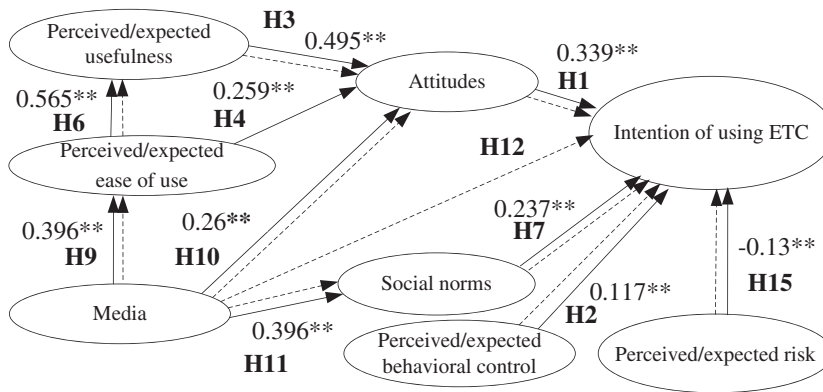 Perceived/expected
usefulness
H3
0.495**
Attitudes
0.339**
H1
0.565**
H6
0.259**
H4
Intention of using ETC
Perceived/expected
ease of use
H12
0.396**
H9
0.26**
H10
0.237**
H7
-0.13**
H15
Media
Social norms
0.117**
H2
0.396**
H11
Perceived/expected
behavioral control
Perceived/expected risk